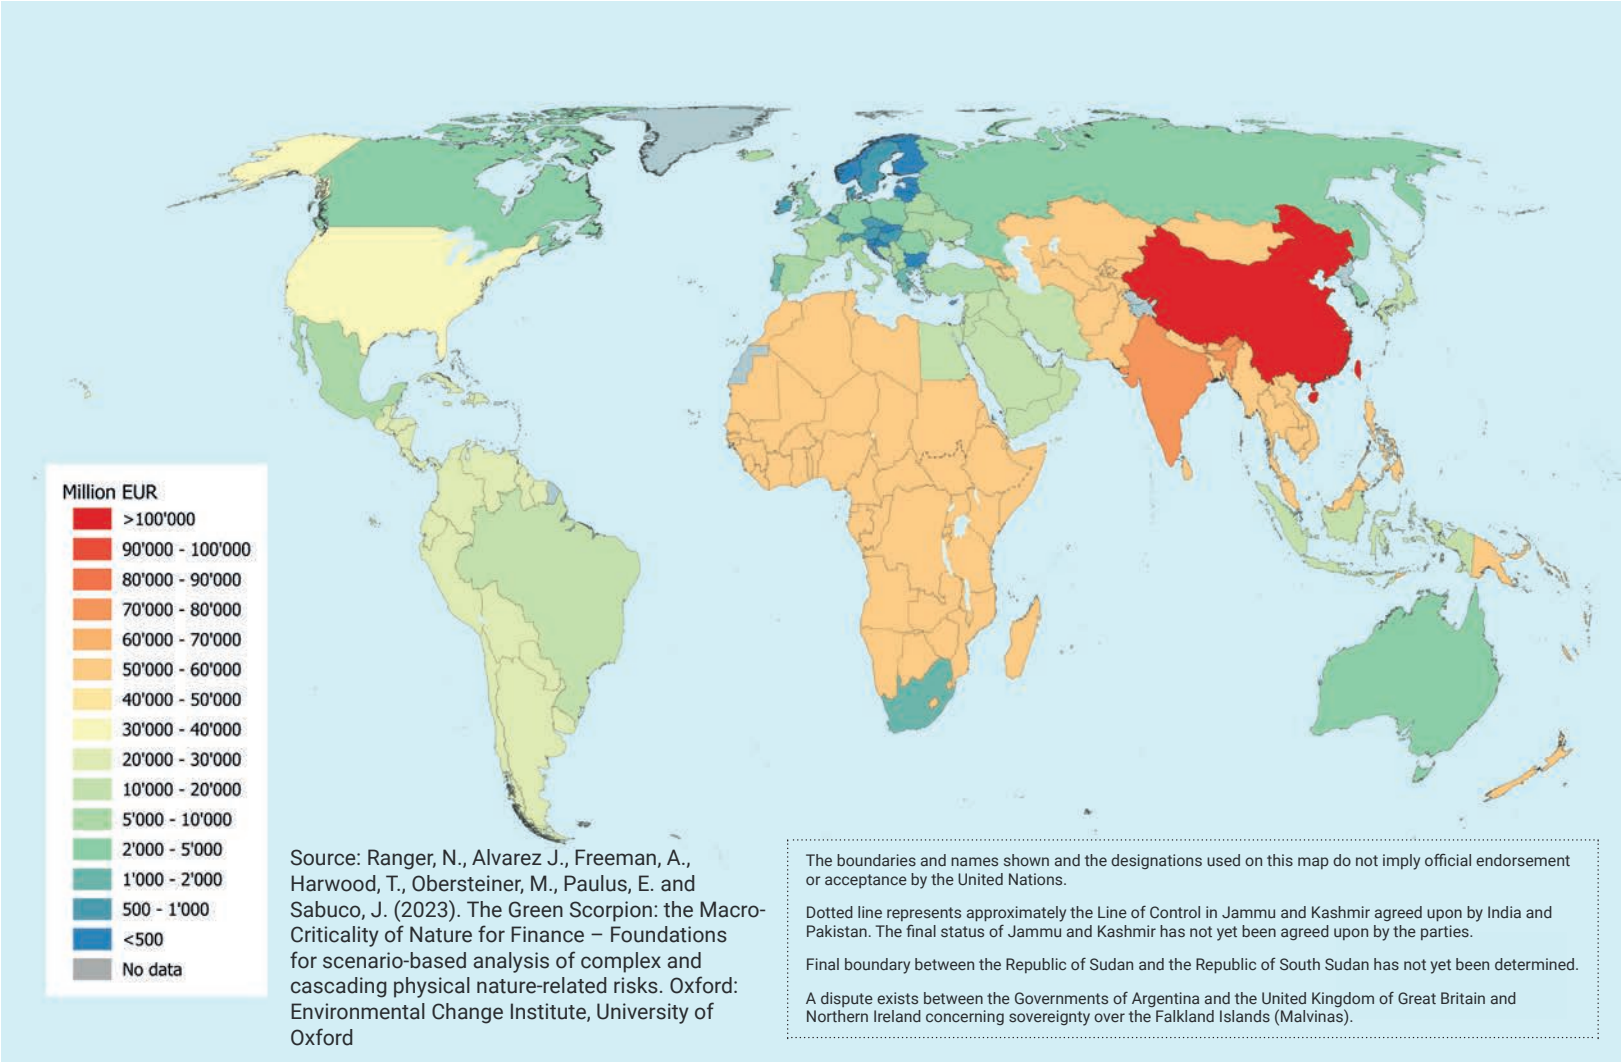 Million EUR
>100'000
90'000 - 100'000
80'000 - 90'000
70'000 - 80'000
60'000 - 70'000
50'000 - 60'000
40'000 - 50'000
30'000 - 40'000
20'000 - 30'000
10'000 - 20'000
5'000 - 10'000
2'000 - 5'000
1'000 - 2'000
500 - 1'000
<500
No data
Source: Ranger, N., Alvarez J., Freeman, A.,
Harwood, T., Obersteiner, M., Paulus, E. and
Sabuco, J. (2023). The Green Scorpion: the Macro-
Criticality of Nature for Finance – Foundations
for scenario-based analysis of complex and
cascading physical nature-related risks. Oxford:
Environmental Change Institute, University of
Oxford
The boundaries and names shown and the designations used on this map do not imply official endorsement
or acceptance by the United Nations.
Dotted line represents approximately the Line of Control in Jammu and Kashmir agreed upon by India and
Pakistan. The final status of Jammu and Kashmir has not yet been agreed upon by the parties.
Final boundary between the Republic of Sudan and the Republic of South Sudan has not yet been determined.
A dispute exists between the Governments of Argentina and the United Kingdom of Great Britain and
Northern Ireland concerning sovereignty over the Falkland Islands (Malvinas).